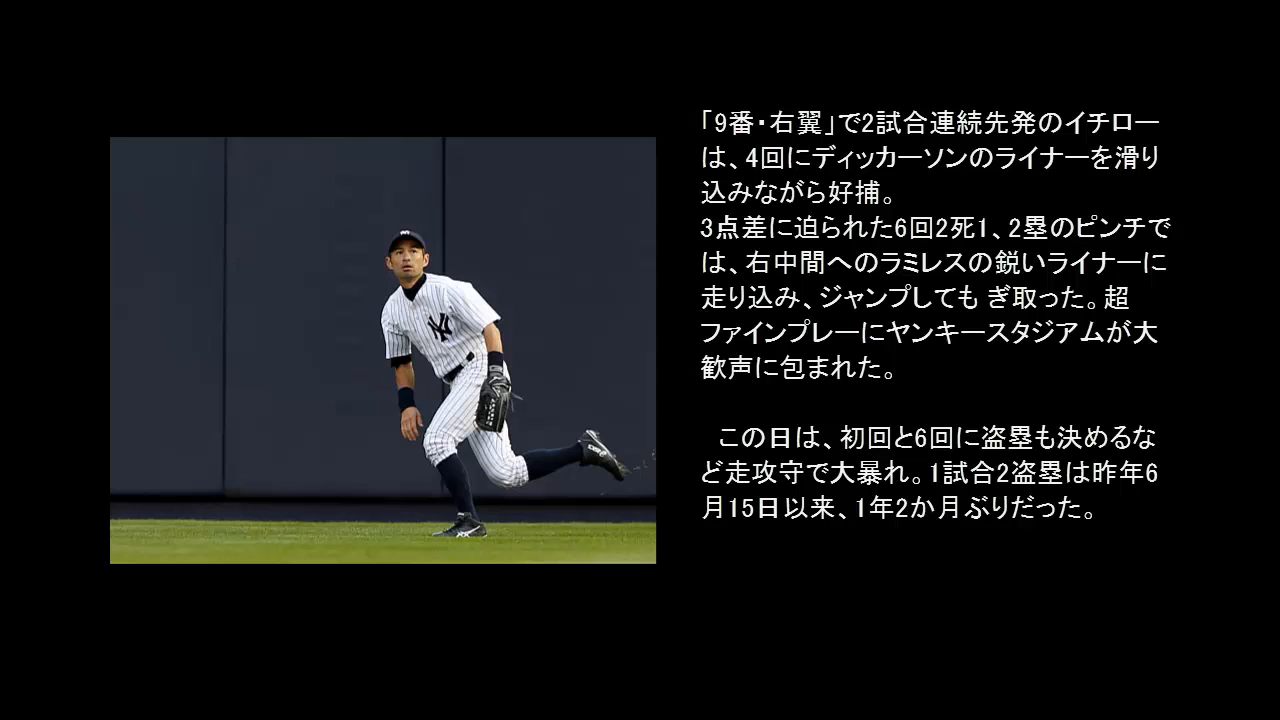 「9番・右翼」で2試合連続先発のイチロー
は、4回にディッカーソンのライナーを滑り
込みながら好捕。
3点差に迫られた6回2死1、2塁のピンチで
は、右中間へのラミレスの鋭いライナーに
走り込み、ジャンプしても ぎ取った。超
ファインプレーにヤンキースタジアムが大
歓声に包まれた。
この日は、初回と6回に盗塁も決めるな
ど走攻守で大暴れ。1試合2盗塁は昨年6
月15日以来、1年2か月ぶりだった。
NY